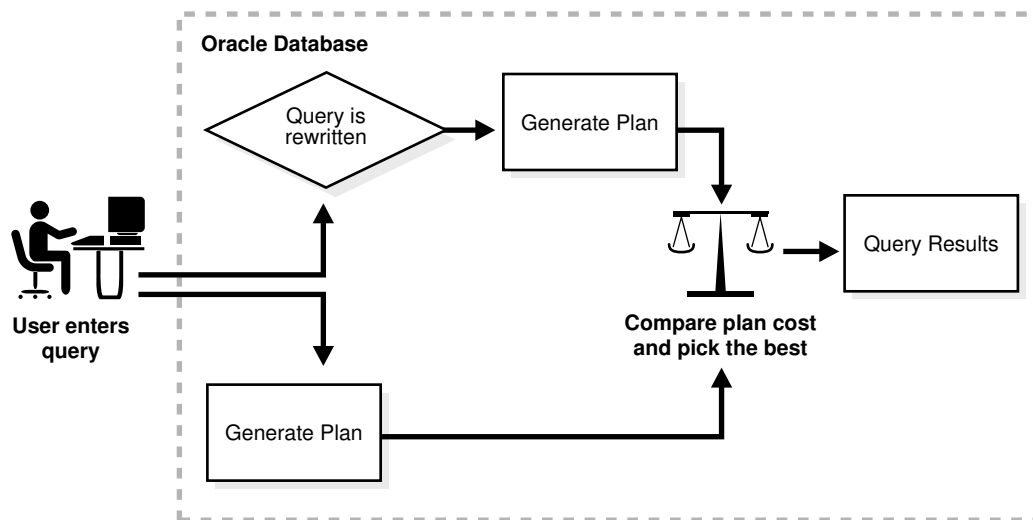 Oracle Database
Query is
rewritten
Generate Plan
Query Results
User enters
query
Compare plan cost
and pick the best
Generate Plan